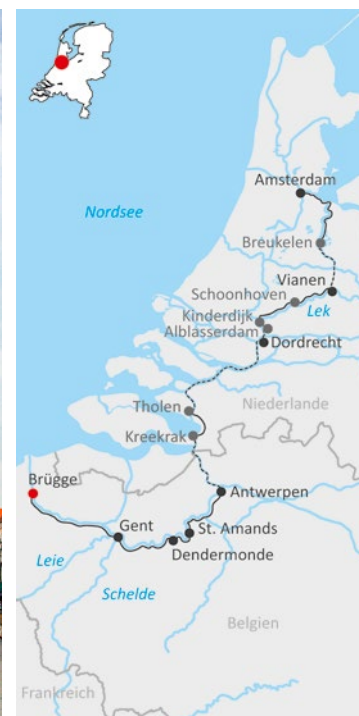 Amsterdam
Nordsee
Breukelen
Vianen
Schoonhoven
Lek
Kinderdijk
Alblasserdam
Dordrecht
Niederlande
Tholen
Kreekrak
Brügge
Antwerpen
Gent
St. Amands
Leie
Dendermonde
Schelde
Belgien
Frankreich